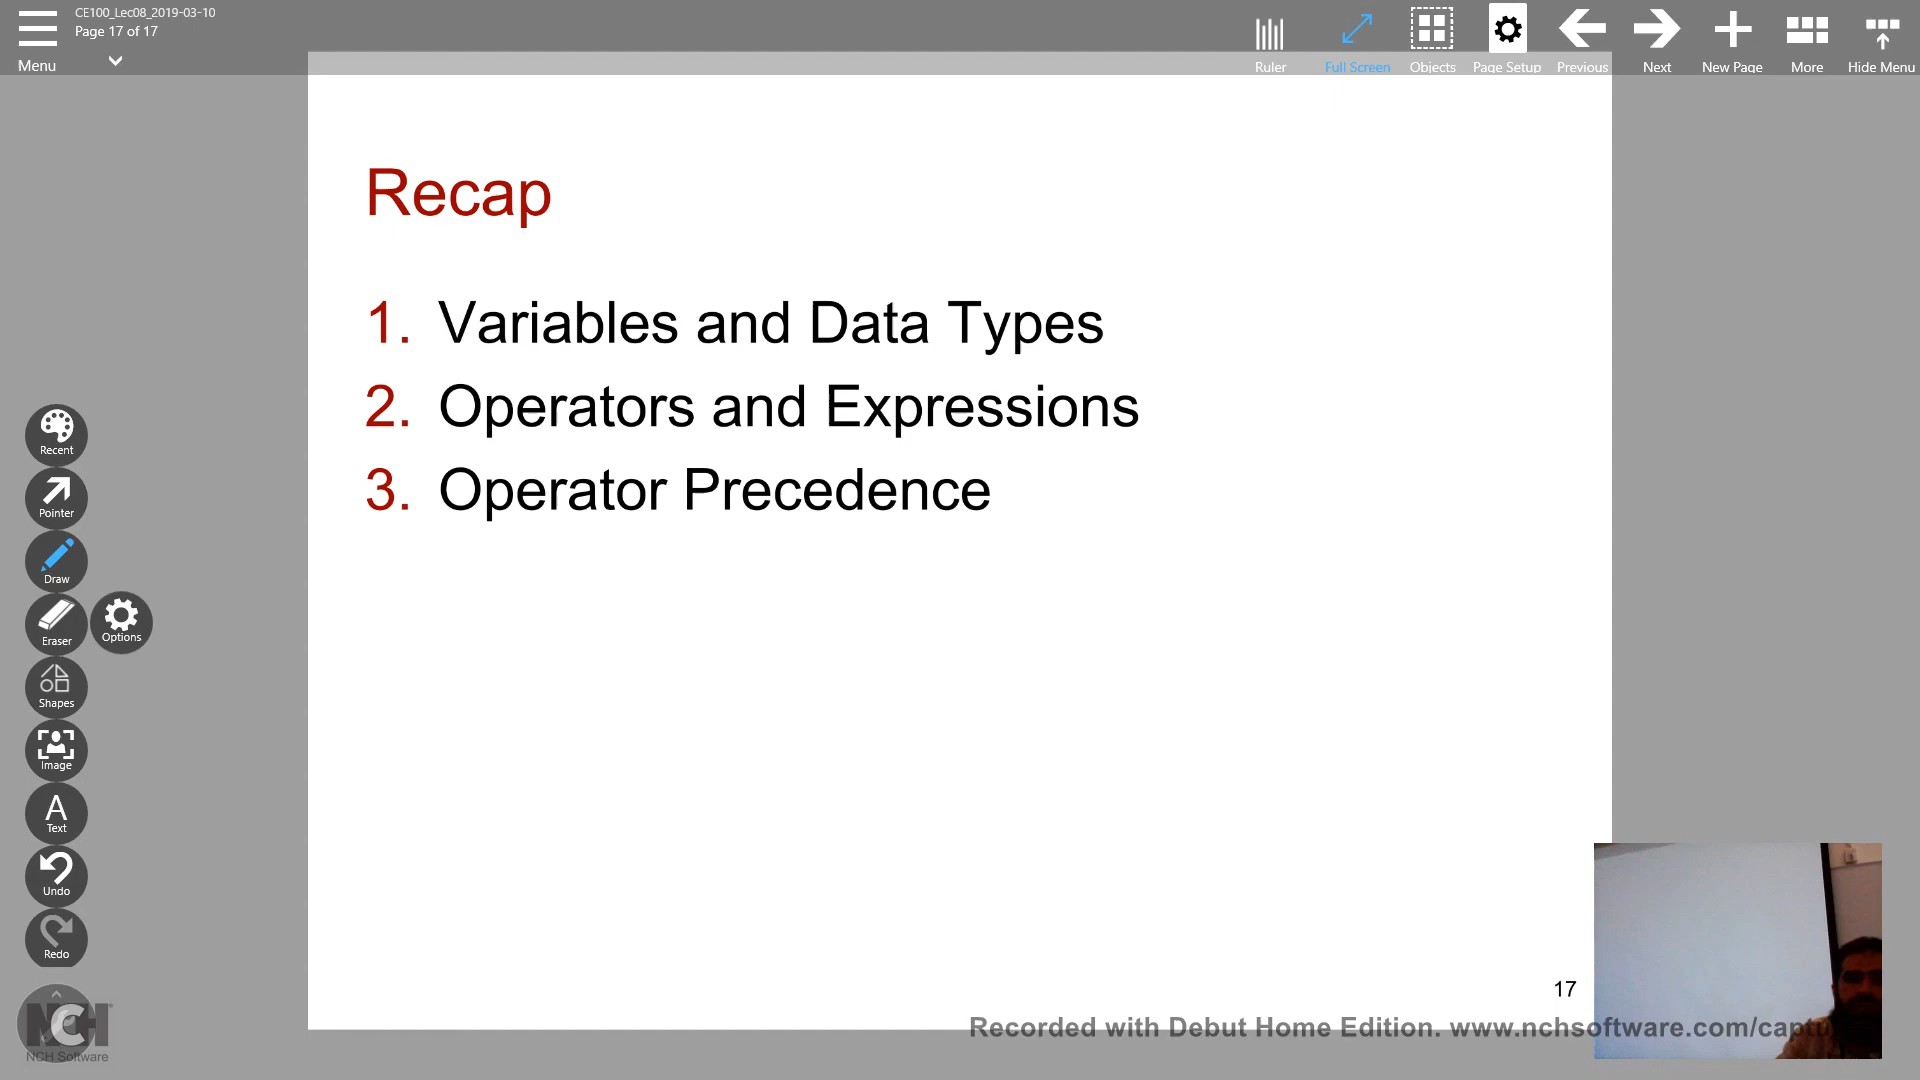 CE100_Lec08_2019-03-10
Page 17 of 17
Menu
Ruler
Full Screen
Objects
Page Setup
Previous
Next
New Page
More
Hide Menu
Recap
1. Variables and Data Types
2. Operators and Expressions
3. Operator Precedence
Recent
Pointer
Draw
Eraser
Options
Shapes
Image
A
Text
Undo
Redo
NCH
NCH Software
17
Recorded with Debut Home Edition. www.nchsoftware.com/captu